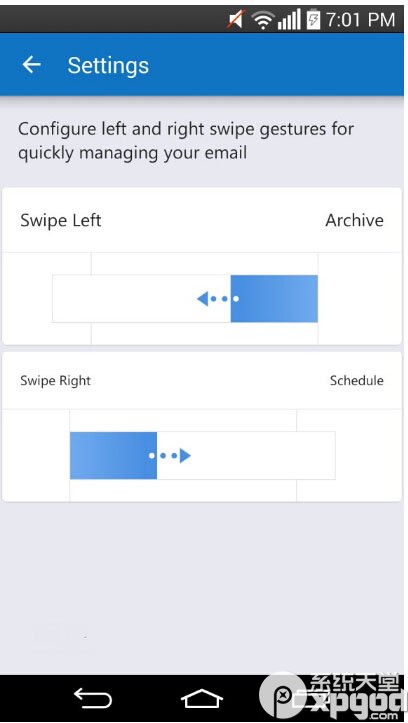 7:01 PM
Settings
Configure left and right swipe gestures for
quickly managing your email
Swipe Left Archive
Swipe Right Schedule
系统天堂
xpgod
.com